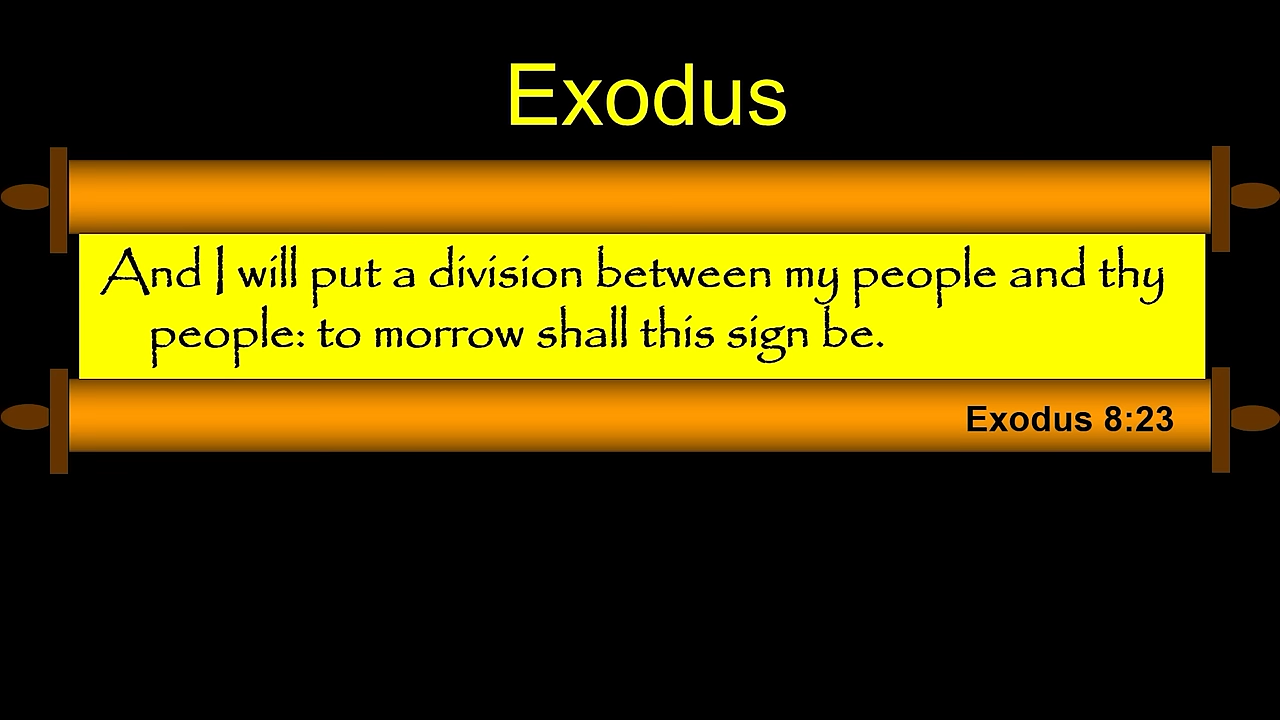 Exodus
And I will put a division between my people and thy
people: to morrow shall this sign be.
Exodus 8:23